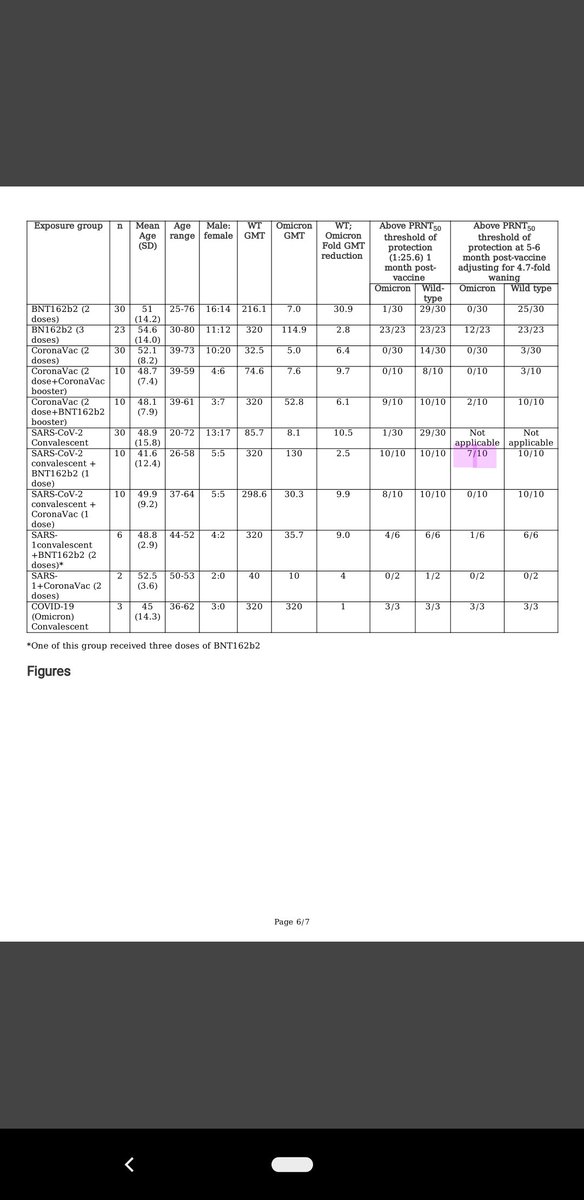 Exposure group n Mean Age (SD) Age range Male: female WT GMT Omicron GMT WT; Omicron Fold GMT reduction Above PRNT50 threshold of protection (1:25.6) 1 month post-vaccine Above PRNT50 threshold of protection at 5-6 month post-vaccine adjusting for 4.7-fold waning
Omicron Wild-type Omicron Wild type
BNT162b2 (2 doses) 30 51 (14.2) 25-76 16:14 216.1 7.0 30.9 1/30 29/30 0/30 25/30
BN162b2 (3 doses) 23 54.6 (14.0) 30-80 11:12 320 114.9 2.8 23/23 23/23 12/23 23/23
CoronaVac (2 doses) 30 52.1 (8.2) 39-73 10:20 32.5 5.0 6.4 0/30 14/30 0/30 3/30
CoronaVac (2 dose+CoronaVac booster) 10 48.7 (7.4) 39-59 4:6 74.6 7.6 9.7 0/10 8/10 0/10 3/10
CoronaVac (2 dose+BNT162b2 booster) 10 48.1 (7.9) 39-61 3:7 320 52.8 6.1 9/10 10/10 2/10 10/10
SARS-CoV-2 Convalescent 30 48.9 (15.8) 20-72 13:17 85.7 8.1 10.5 1/30 29/30 Not applicable Not applicable
SARS-CoV-2 convalescent + BNT162b2 (1 dose) 10 41.6 (12.4) 26-58 5:5 320 130 2.5 10/10 10/10 7/10 10/10
SARS-CoV-2 convalescent + CoronaVac (1 dose) 10 49.9 (9.2) 37-64 5:5 298.6 30.3 9.9 8/10 10/10 0/10 10/10
SARS-1convalescent +BNT162b2 (2 doses)* 6 48.8 (2.9) 44-52 4:2 320 35.7 9.0 4/6 6/6 1/6 6/6
SARS-1+CoronaVac (2 doses) 2 52.5 (3.6) 50-53 2:0 40 10 4 0/2 1/2 0/2 0/2
COVID-19 (Omicron) Convalescent 3 45 (14.3) 36-62 3:0 320 320 1 3/3 3/3 3/3 3/3
*One of this group received three doses of BNT162b2
Figures
Page 6/7